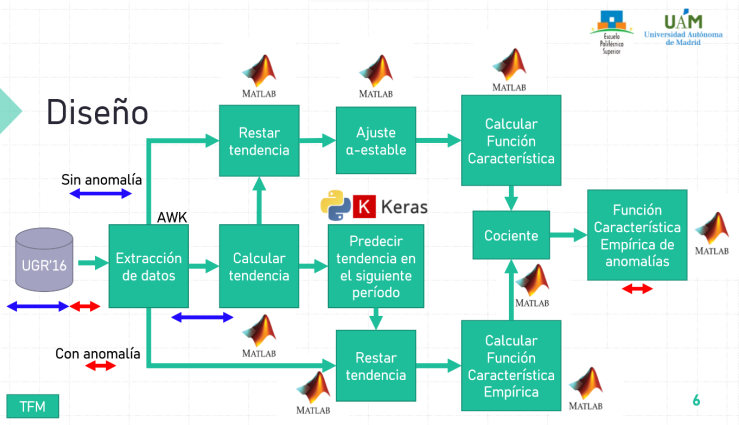 Escuela
Politécnica
Superior
UAM
Universidad Autónoma
de Madrid
Diseño
MATLAB
MATLAB
MATLAB
Restar
tendencia
Ajuste
α-estable
Calcular
Función
Característica
Sin anomalía
AWK
Keras
UGR'16
Extracción
de datos
Calcular
tendencia
Predecir
tendencia en
el siguiente
período
Cociente
Función
Característica
Empírica de
anomalías
MATLAB
MATLAB
Con anomalía
MATLAB
Restar
tendencia
Calcular
Función
Característica
Empírica
MATLAB
MATLAB
TFM
6